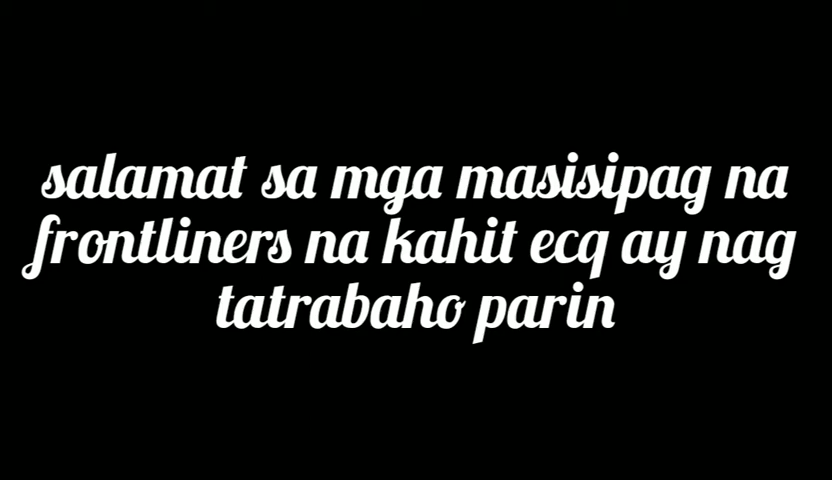 salamat sa mga masisipag na
frontliners na kahit ecq ay nag
tatrabaho parin